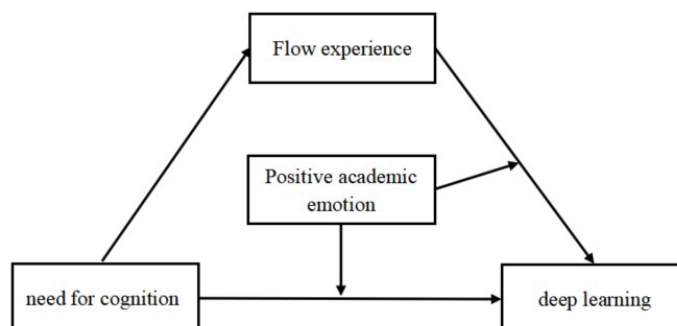 Flow experience
Positive academic
emotion
need for cognition
deep learning